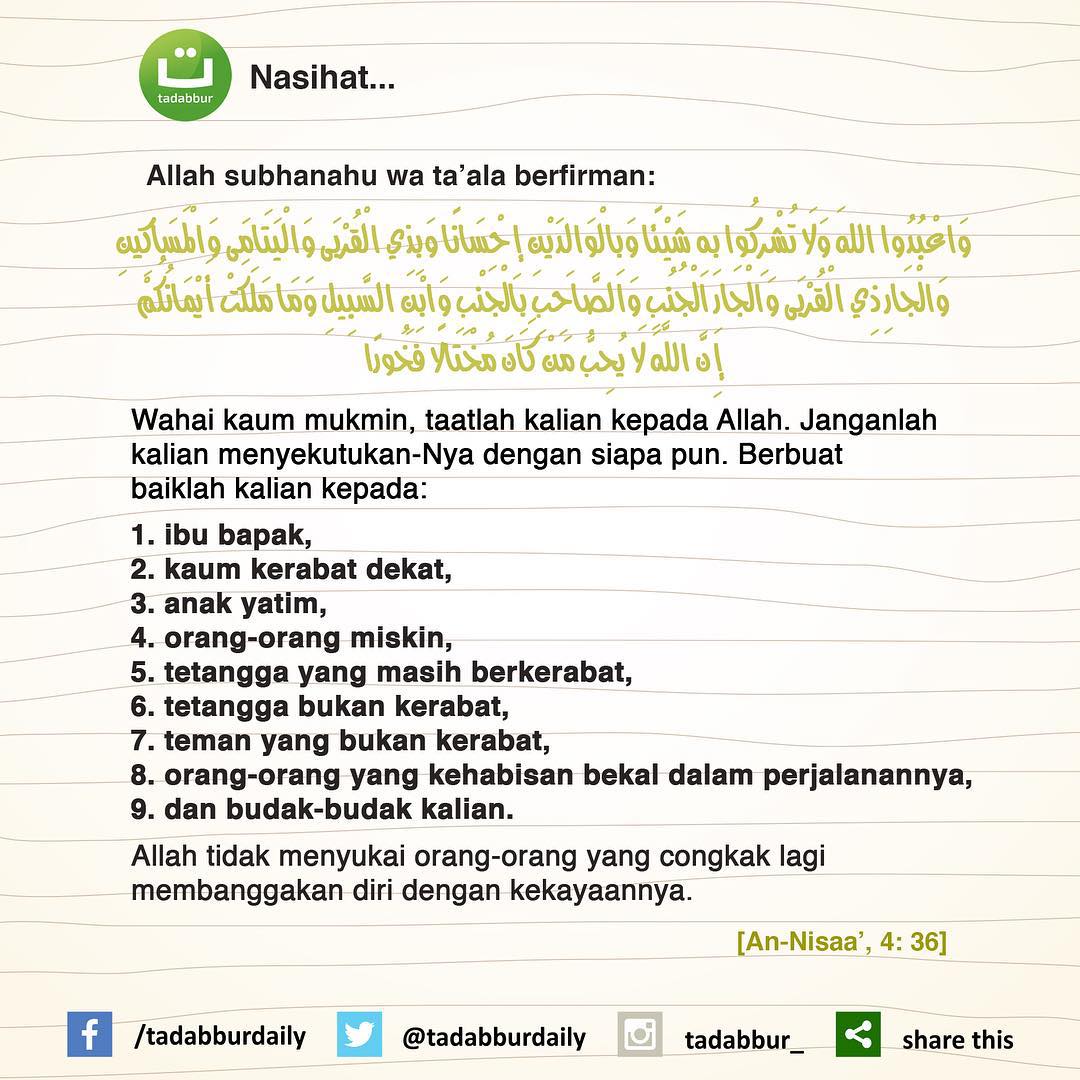 tadabbur
Nasihat...
Allah subhanahu wa ta’ala berfirman:
وَاعْبُدُوا اللهَ وَلَا تُشْرِكُوا بِهِ شَيْئًا وَبِالْوَالِدَيْنِ إِحْسَانًا وَبِذِي الْقُرْبَى وَالْيَتَامَى وَالْمَسَاكِينِ
وَالْجَارِ ذِي الْقُرْبَى وَالْجَارِ الْجُنُبِ وَالصَّاحِبِ بِالْجَنْبِ وَابْنِ السَّبِيلِ وَمَا مَلَكَتْ أَيْمَانُكُمْ
إِنَّ اللَّهَ لَا يُحِبُّ مَنْ كَانَ مُخْتَالًا فَخُورًا
Wahai kaum mukmin, taatlah kalian kepada Allah. Janganlah
kalian menyekutukan-Nya dengan siapa pun. Berbuat
baiklah kalian kepada:
1. ibu bapak,
2. kaum kerabat dekat,
3. anak yatim,
4. orang-orang miskin,
5. tetangga yang masih berkerabat,
6. tetangga bukan kerabat,
7. teman yang bukan kerabat,
8. orang-orang yang kehabisan bekal dalam perjalanannya,
9. dan budak-budak kalian.
Allah tidak menyukai orang-orang yang congkak lagi
membanggakan diri dengan kekayaannya.
[An-Nisaa’, 4: 36]
/tadabburdaily @tadabburdaily tadabbur_ share this